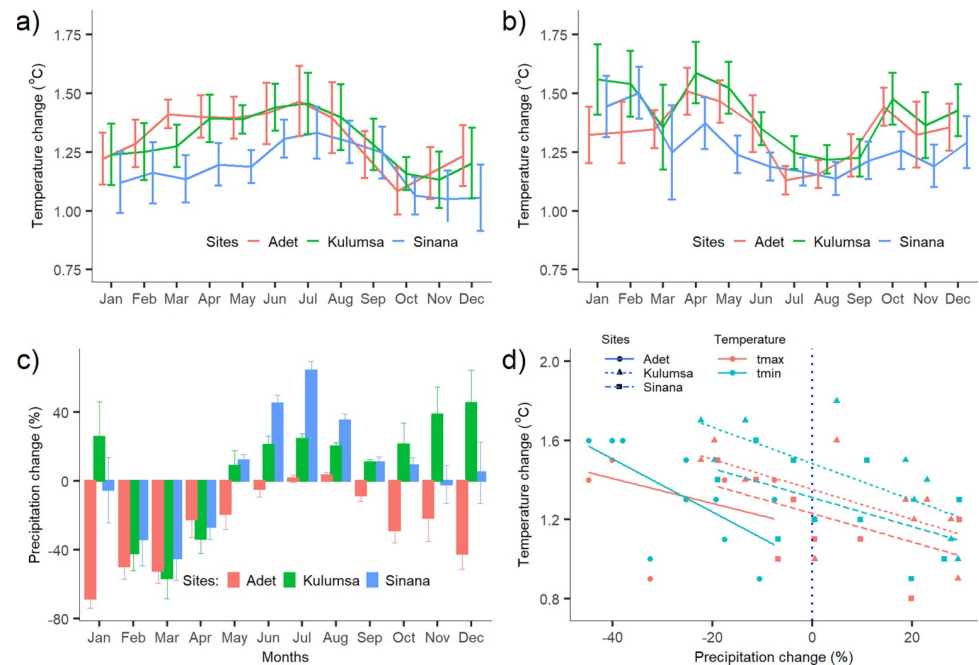 a)
Temperature change (°C)
1.75
1.50
1.25
1.00
0.75
Sites Adet Kulumsa Sinana
Jan Feb Mar Apr May Jun Jul Aug Sep Oct Nov Dec
b)
Temperature change (°C)
1.75
1.50
1.25
1.00
0.75
Sites Adet Kulumsa Sinana
Jan Feb Mar Apr May Jun Jul Aug Sep Oct Nov Dec
c)
Precipitation change (%)
40
0
-40
-80
Sites: Adet Kulumsa Sinana
Jan Feb Mar Apr May Jun Jul Aug Sep Oct Nov Dec
Months
d)
Sites Temperature
Adet tmax
Kulumsa tmin
Sinana
Temperature change (°C)
2.0
1.6
1.2
0.8
-40 -20 0 20
Precipitation change (%)